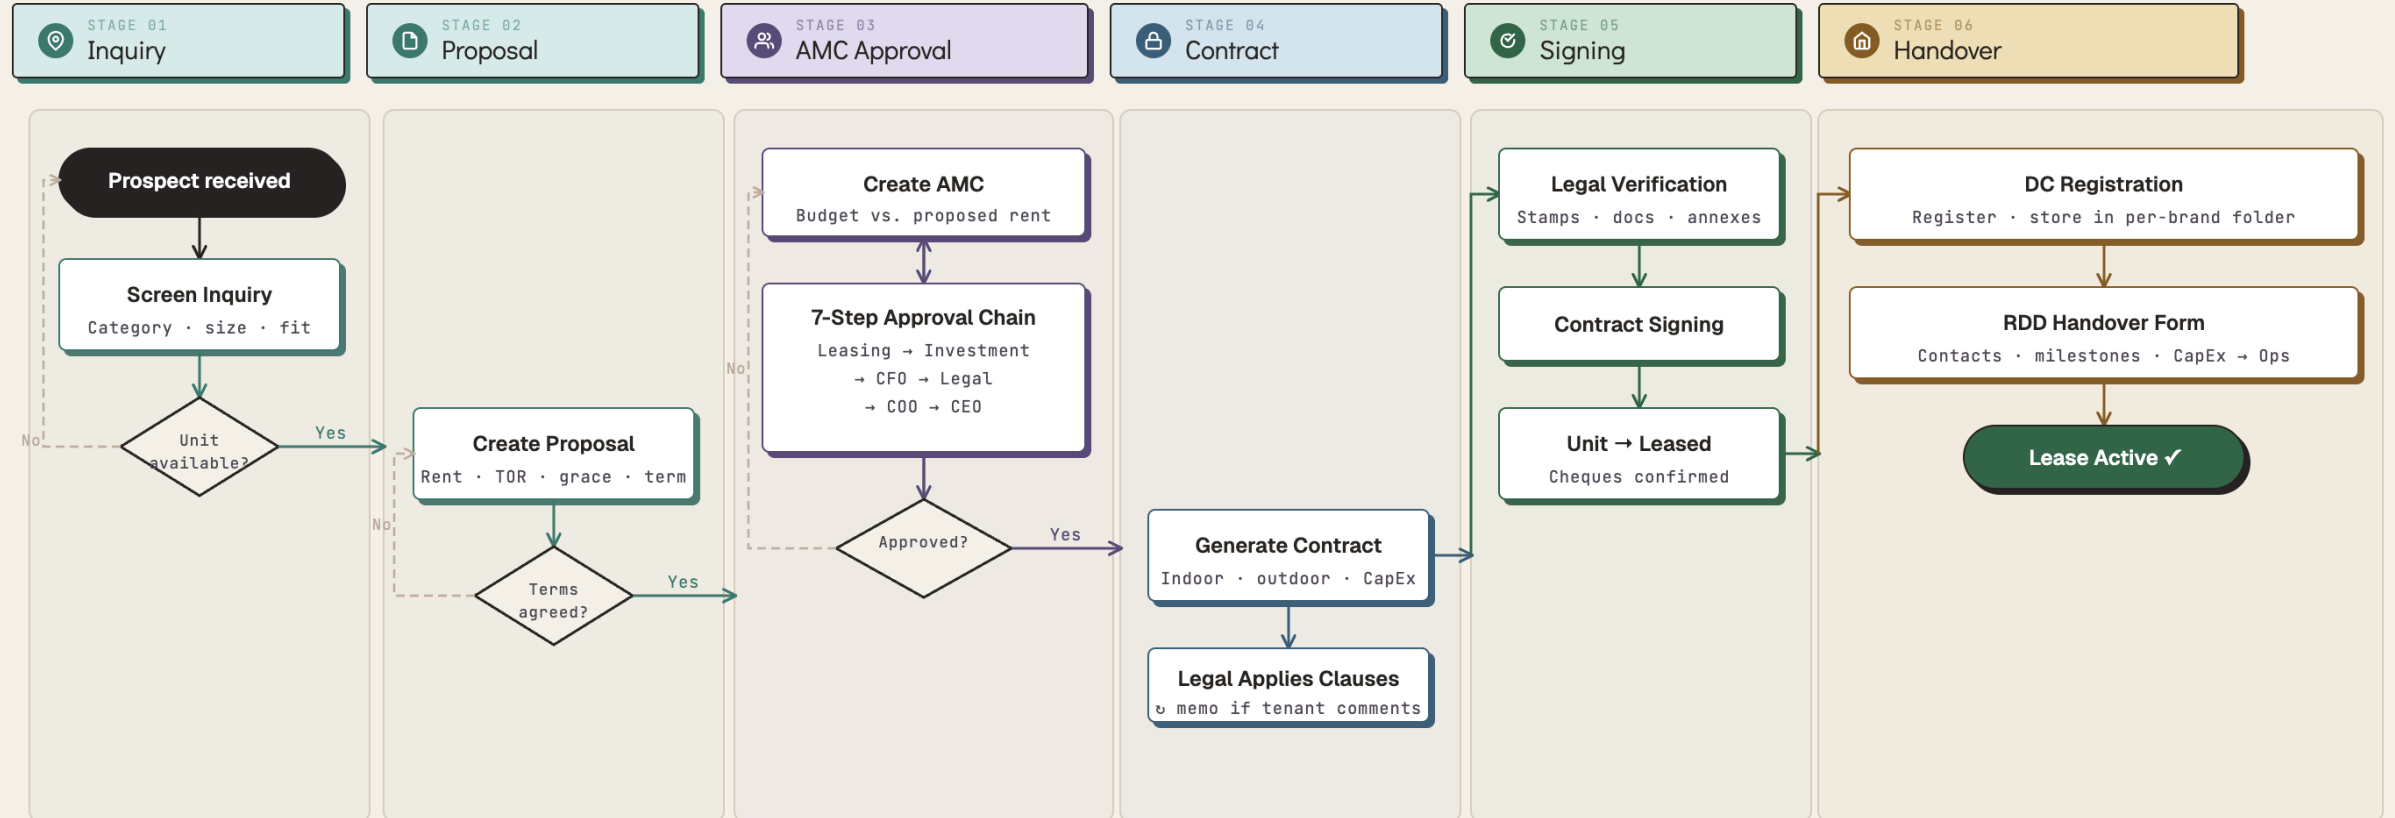 STAGE 01
Inquiry
STAGE 02
Proposal
STAGE 03
AMC Approval
STAGE 04
Contract
STAGE 05
Signing
STAGE 06
Handover
Prospect received
Screen Inquiry
Category · size · fit
Unit
available?
No
Yes
Create Proposal
Rent · TOR · grace · term
Terms
agreed?
No
Yes
Create AMC
Budget vs. proposed rent
7-Step Approval Chain
Leasing → Investment
→ CFO → Legal
→ COO → CEO
Approved?
No
Yes
Generate Contract
Indoor · outdoor · CapEx
Legal Applies Clauses
↻ memo if tenant comments
Legal Verification
Stamps · docs · annexes
Contract Signing
Unit → Leased
Cheques confirmed
DC Registration
Register · store in per-brand folder
RDD Handover Form
Contacts · milestones · CapEx → Ops
Lease Active ✓